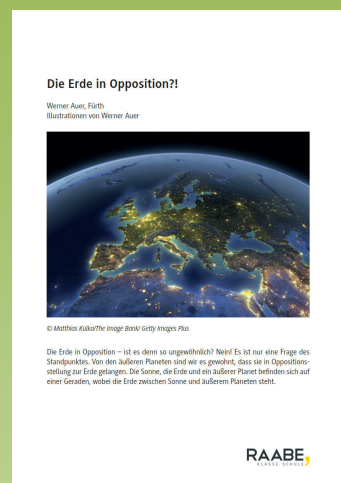 Die Erde in Opposition?!
Werner Auer, Fürth
Illustrationen von Werner Auer
© Matthias Kulka/The Image Bank/ Getty Images Plus
Die Erde in Opposition – ist es denn so ungewöhnlich? Nein! Es ist nur eine Frage des
Standpunktes. Von den äußeren Planeten sind wir es gewohnt, dass sie in Oppositions-
stellung zur Erde gelangen. Die Sonne, die Erde und ein äußerer Planet befinden sich auf
einer Geraden, wobei die Erde zwischen Sonne und äußerem Planeten steht.
RAABE
KLASSE SCHULE